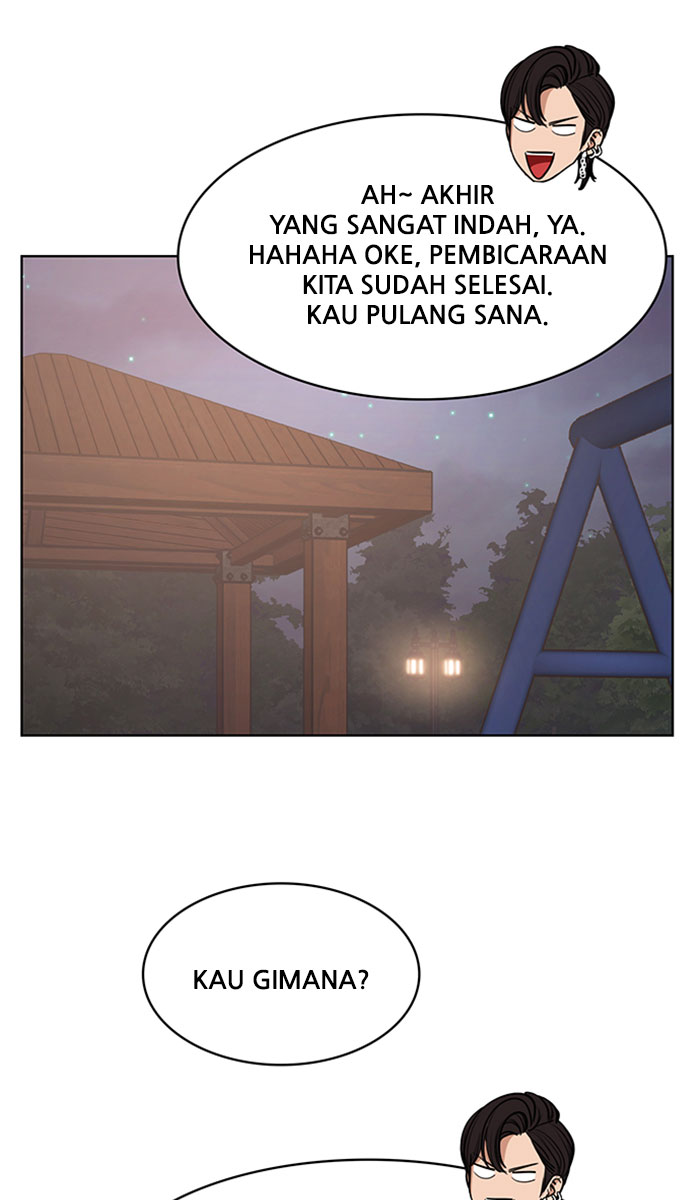 AH~ AKHIR
YANG SANGAT INDAH, YA.
HAHAHA OKE, PEMBICARAAN
KITA SUDAH SELESAI.
KAU PULANG SANA.
KAU GIMANA?